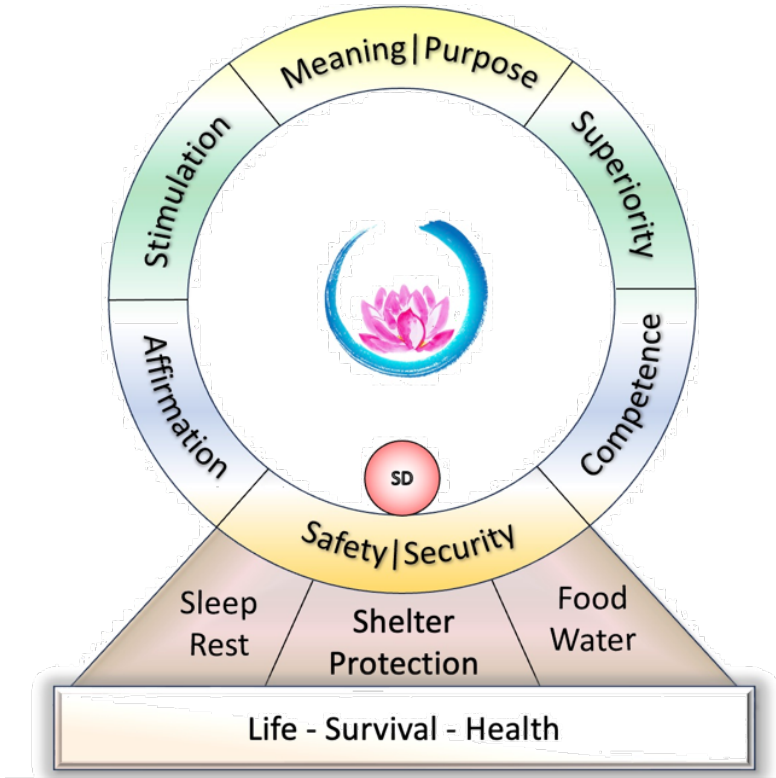 Meaning|Purpose
Stimulation
Superiority
Affirmation
Competence
SD
Safety|Security
Sleep
Rest
Shelter
Protection
Food
Water
Life - Survival - Health